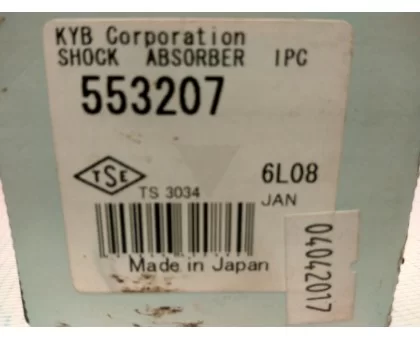 KYB Corporation
SHOCK ABSORBER IPC
553207
TSE
6L08
TS 3034
JAN
Made in Japan
04042017